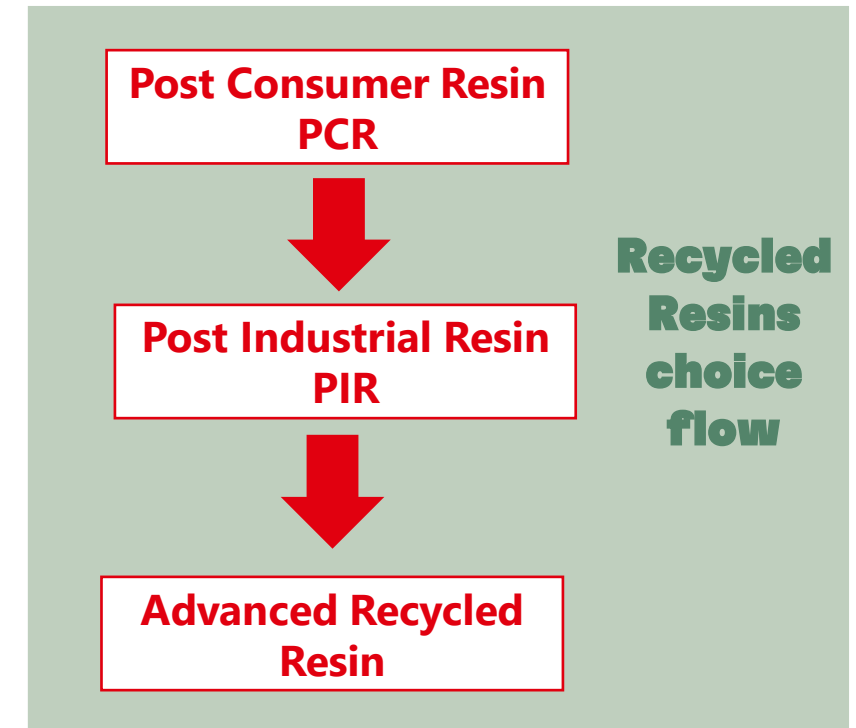 Post Consumer Resin
PCR
Post Industrial Resin
PIR
Advanced Recycled
Resin
Recycled
Resins
choice
flow